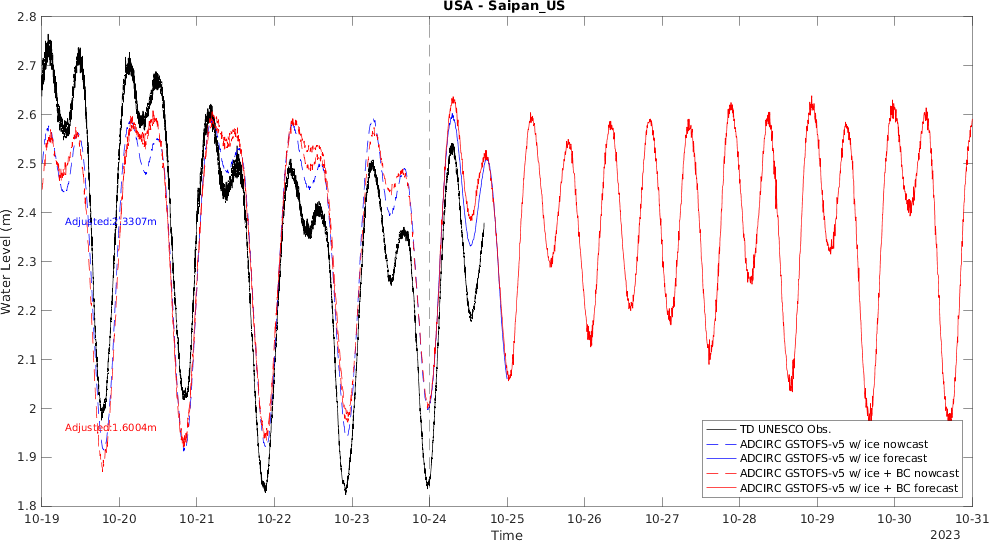 USA - Saipan_US
Water Level (m)
2.8
2.7
2.6
2.5
2.4
2.3
2.2
2.1
2
1.9
1.8
Adjusted:2.3307m
Adjusted:1.6004m
TD UNESCO Obs.
ADCIRC GSTOFS-v5 w/ ice nowcast
ADCIRC GSTOFS-v5 w/ ice forecast
ADCIRC GSTOFS-v5 w/ ice + BC nowcast
ADCIRC GSTOFS-v5 w/ ice + BC forecast
10-19 10-20 10-21 10-22 10-23 10-24 10-25 10-26 10-27 10-28 10-29 10-30 10-31
Time
2023